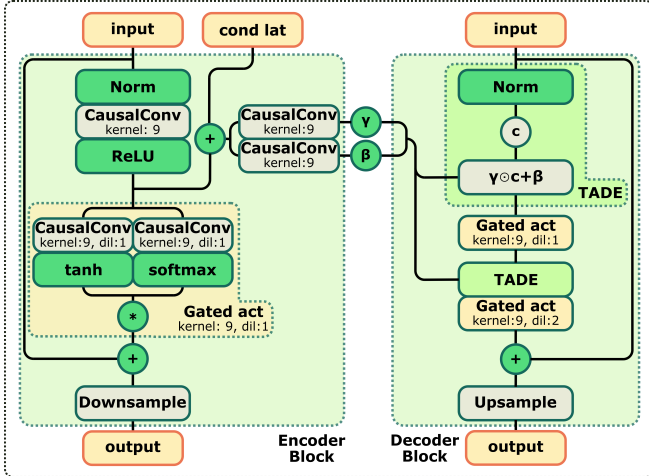 input
cond lat
input
Norm
CausalConv
kernel: 9
ReLU
+
CausalConv
kernel:9
CausalConv
kernel:9
γ
β
Norm
c
γ⊙c+β
TADE
CausalConv
kernel:9, dil:1
CausalConv
kernel:9, dil:1
tanh
softmax
*
Gated act
kernel: 9, dil:1
+
Downsample
output
Encoder
Block
Gated act
kernel:9, dil:1
TADE
Gated act
kernel:9, dil:2
+
Upsample
output
Decoder
Block